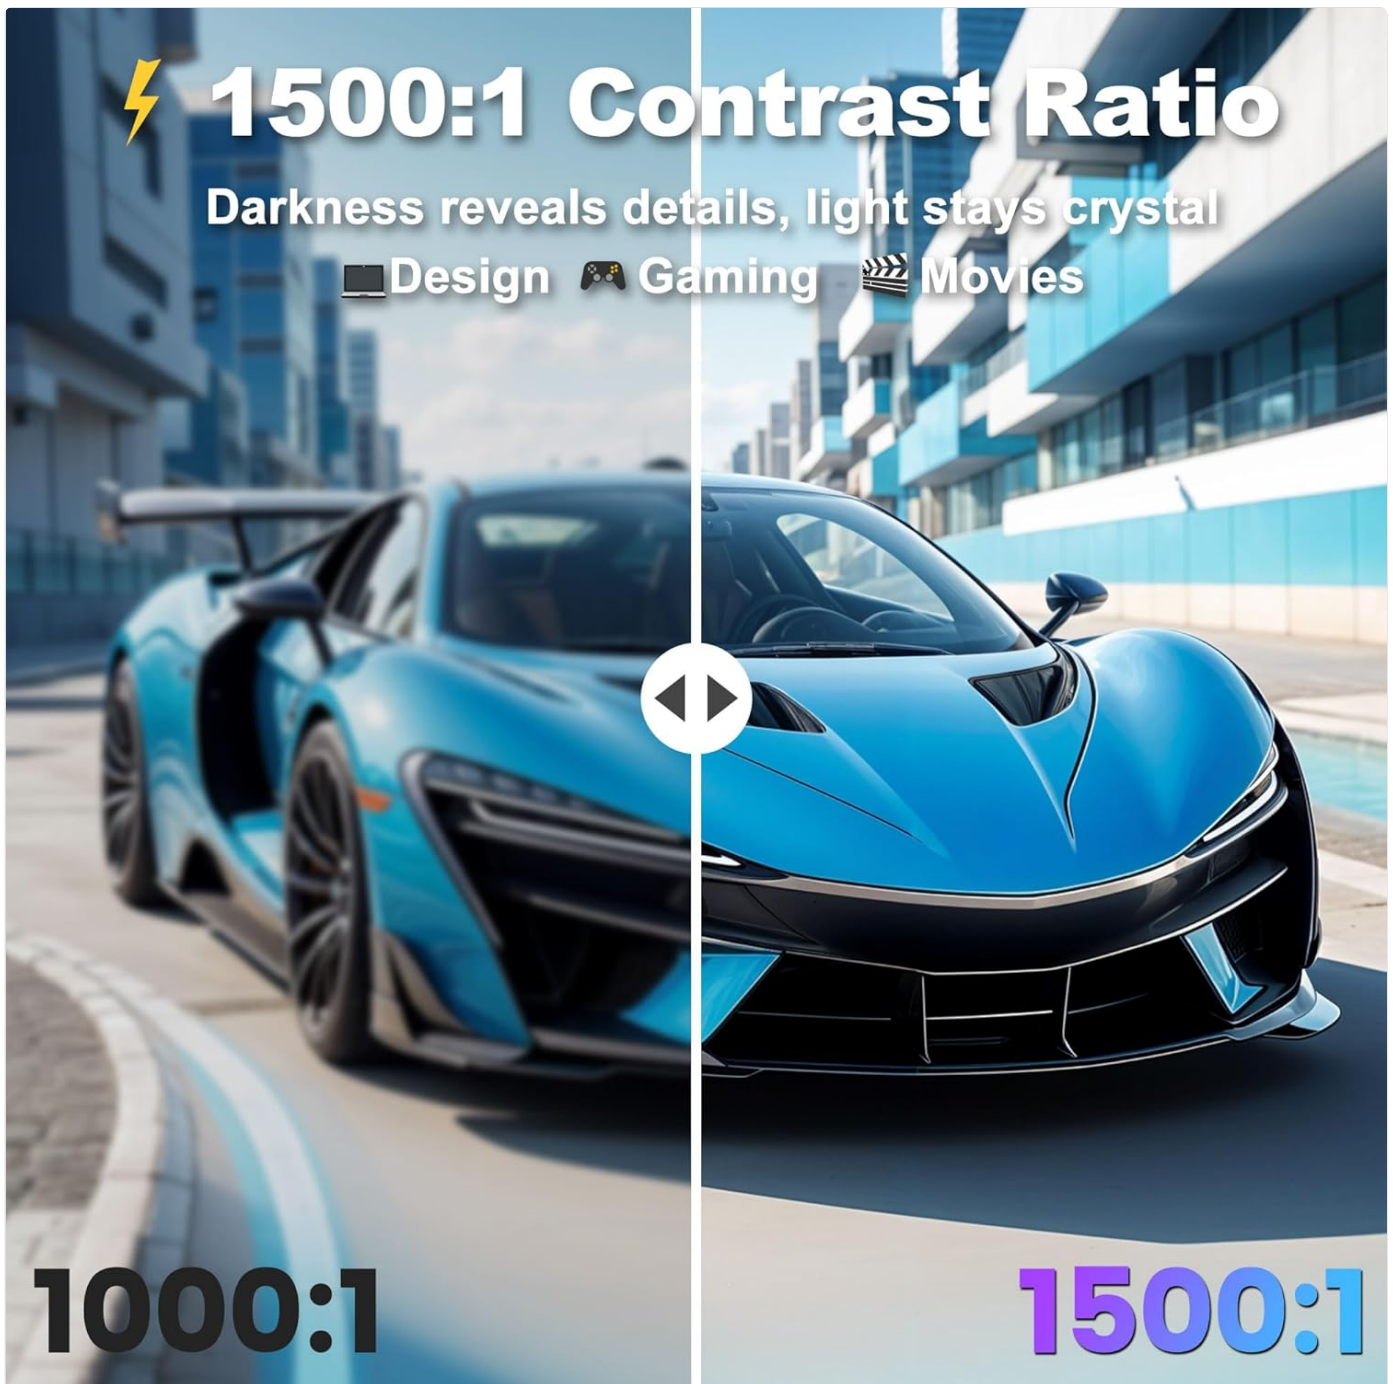 ⚡ 1500:1 Contrast Ratio
Darkness reveals details, light stays crystal
💻Design 🎮 Gaming 🎬 Movies
1000:1
1500:1